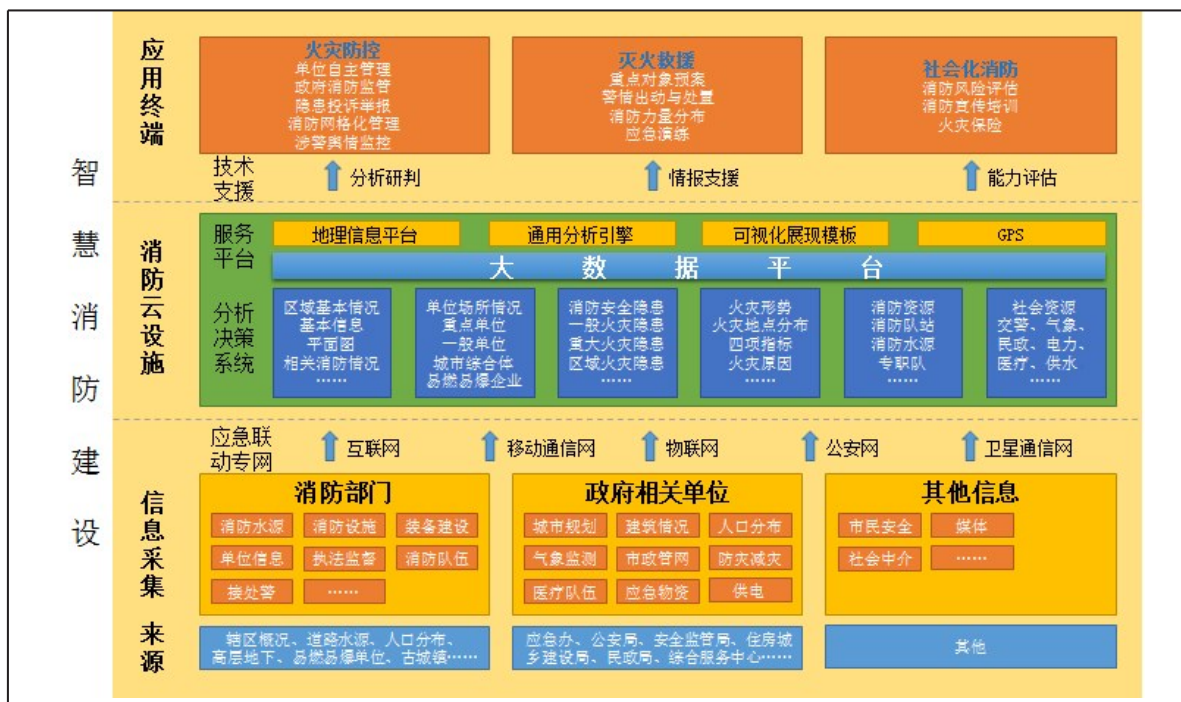 智慧消防建设
应用终端
火灾防控
单位自主管理
政府消防监管
隐患投诉举报
消防网格化管理
涉警舆情监控
灭火救援
重点对象预案
警情出动与处置
消防力量分布
应急演练
社会化消防
消防风险评估
消防宣传培训
火灾保险
技术
支援
分析研判
情报支援
能力评估
消防云设施
服务
平台
地理信息平台
通用分析引擎
可视化展现模板
GPS
大数据平台
分析
决策
系统
区域基本情况
基本信息
平面图
相关消防情况
……
单位场所情况
重点单位
一般单位
城市综合体
易燃易爆企业
消防安全隐患
一般火灾隐患
重大火灾隐患
区域火灾隐患
……
火灾形势
火灾地点分布
四项指标
火灾原因
……
消防资源
消防队站
消防水源
专职队
……
社会资源
交警、气象、
民政、电力、
医疗、供水
……
应急联
动专网
互联网
移动通信网
物联网
公安网
卫星通信网
信息采集
消防部门
消防水源
消防设施
装备建设
单位信息
执法监督
消防队伍
接处警
……
政府相关单位
城市规划
建筑情况
人口分布
气象监测
市政管网
防灾减灾
医疗队伍
应急物资
供电
其他信息
市民安全
媒体
社会中介
……
来源
辖区概况、道路水源、人口分布、
高层地下、易燃易爆单位、古城镇……
应急办、公安局、安全监管局、住房城
乡建设局、民政局、综合服务中心……
其他